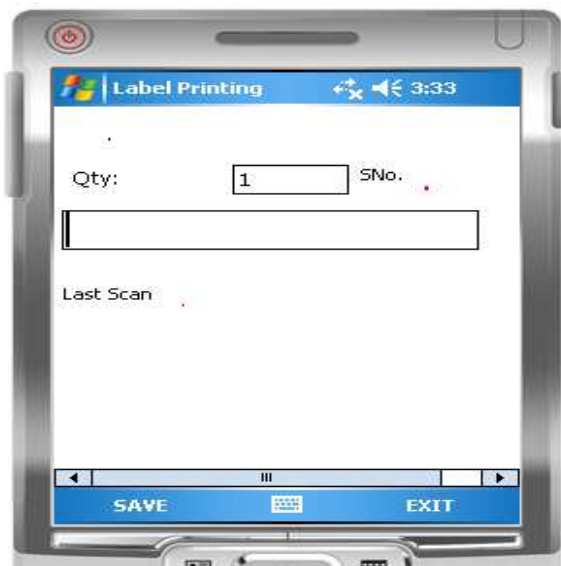 Label Printing 3:33
.
Qty: 1 SNo. .
Last Scan .
SAVE EXIT